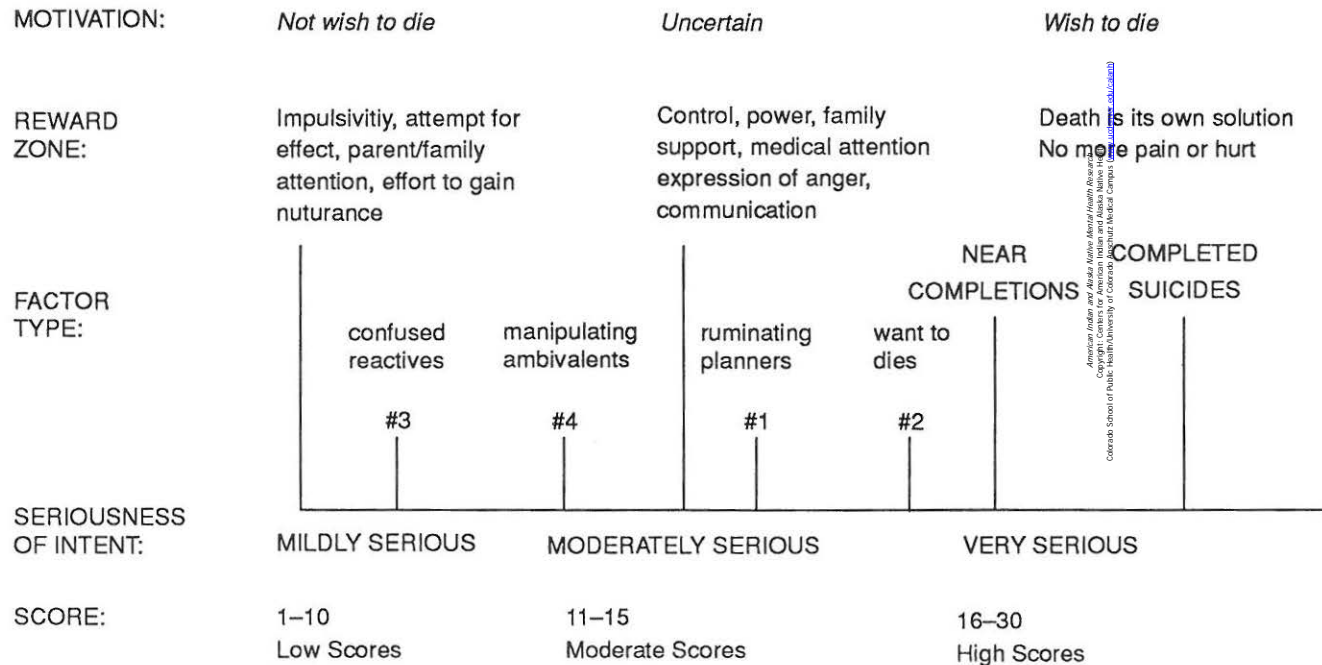 MOTIVATION: Not wish to die Uncertain Wish to die
REWARD ZONE:
Impulsivitiy, attempt for
effect, parent/family
attention, effort to gain
nuturance
Control, power, family
support, medical attention
expression of anger,
communication
Death is its own solution
No more pain or hurt
FACTOR TYPE:
confused
reactives
#3
manipulating
ambivalents
#4
ruminating
planners
#1
want to
dies
#2
NEAR
COMPLETIONS
COMPLETED
SUICIDES
American Indian and Alaska Native Mental Health Research
Copyright: Centers for American Indian and Alaska Native Health
Colorado School of Public Health/University of Colorado Anschutz Medical Campus (www.ucdenver.edu/caianh)
SERIOUSNESS
OF INTENT: MILDLY SERIOUS MODERATELY SERIOUS VERY SERIOUS
SCORE: 1–10 11–15 16–30
Low Scores Moderate Scores High Scores